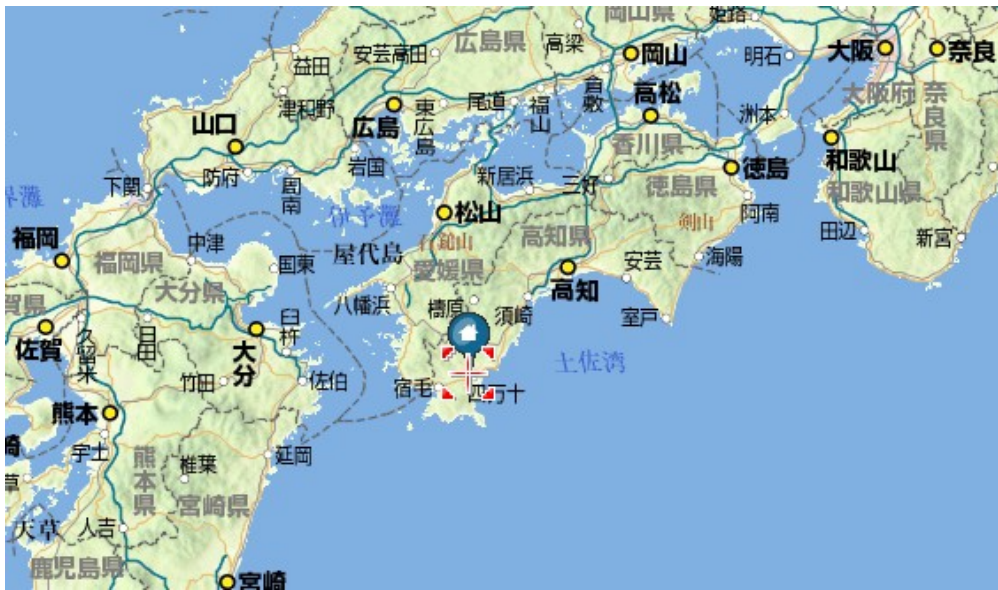 岡山県
姫路
益田
安芸高田
広島県
高梁
岡山
明石
大阪
奈良
津和野
広島
東広島
尾道
福山
倉敷
高松
洲本
大阪府
奈良県
山口
岩国
香川県
和歌山
下関
防府
周南
新居浜
三好
徳島県
徳島
和歌山県
伊予灘
松山
阿南
剣山
田辺
新宮
福岡
中津
屋代島
石鎚山
高知県
福岡県
国東
愛媛県
安芸
海陽
大分県
八幡浜
檮原
須崎
高知
室戸
賀県
佐賀
久留米
日田
大分
臼杵
土佐湾
竹田
佐伯
宿毛
四万十
熊本
宇土
延岡
崎
草
熊本県
椎葉
宮崎県
天草
人吉
鹿児島県
宮崎